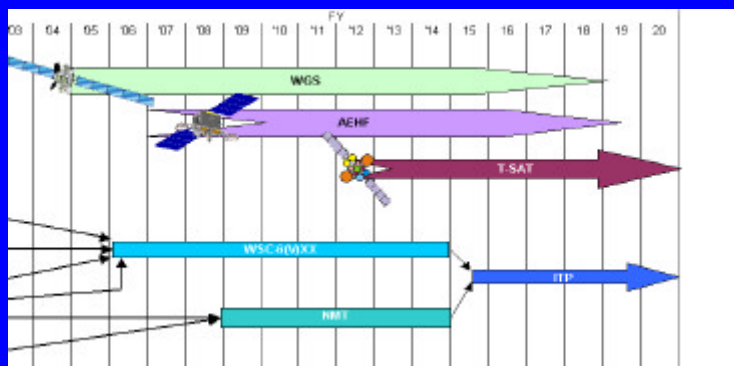 FY
'03 '04 '05 '06 '07 '08 '09 '10 '11 '12 '13 '14 15 16 17 18 19 20
WGS
AEHF
T-SAT
WSC-6(V)XX
ITP
NMT